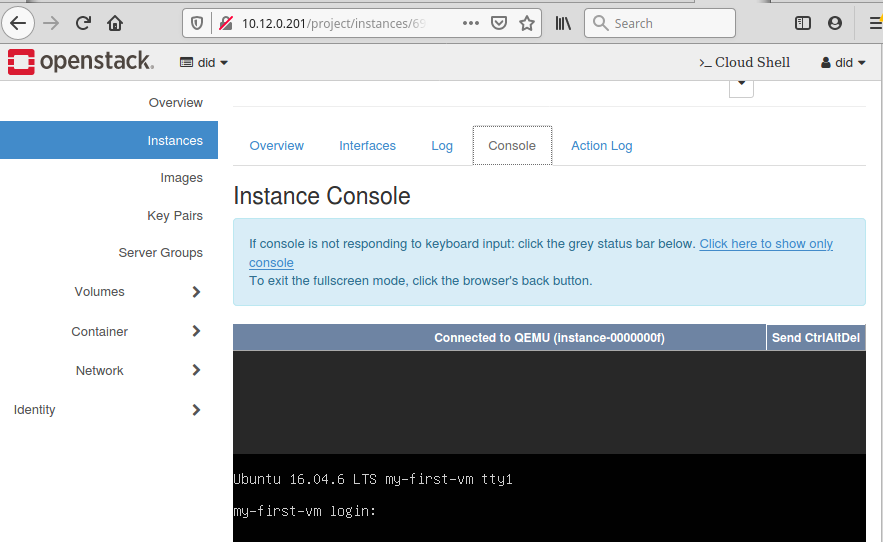 10.12.0.201/project/instances/69
Search
openstack.
did
>_ Cloud Shell
did
Overview
Instances
Images
Key Pairs
Server Groups
Volumes
Container
Network
Identity
Overview
Interfaces
Log
Console
Action Log
Instance Console
If console is not responding to keyboard input: click the grey status bar below. Click here to show only
console
To exit the fullscreen mode, click the browser's back button.
Connected to QEMU (instance-0000000f)
Send CtrlAltDel
Ubuntu 16.04.6 LTS my-first-vm tty1
my-first-vm login: